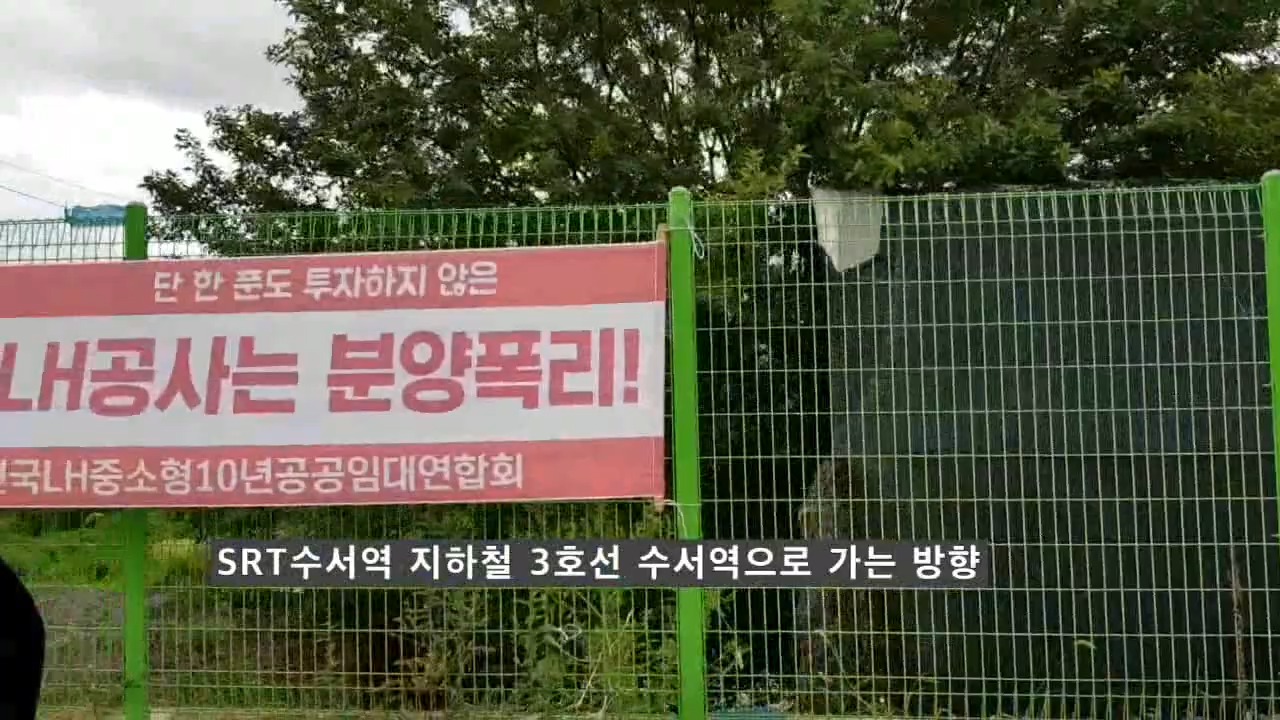 단 한 푼도 투자하지 않은
LH공사는 분양폭리!
전국LH중소형10년공공임대연합회
SRT수서역 지하철 3호선 수서역으로 가는 방향